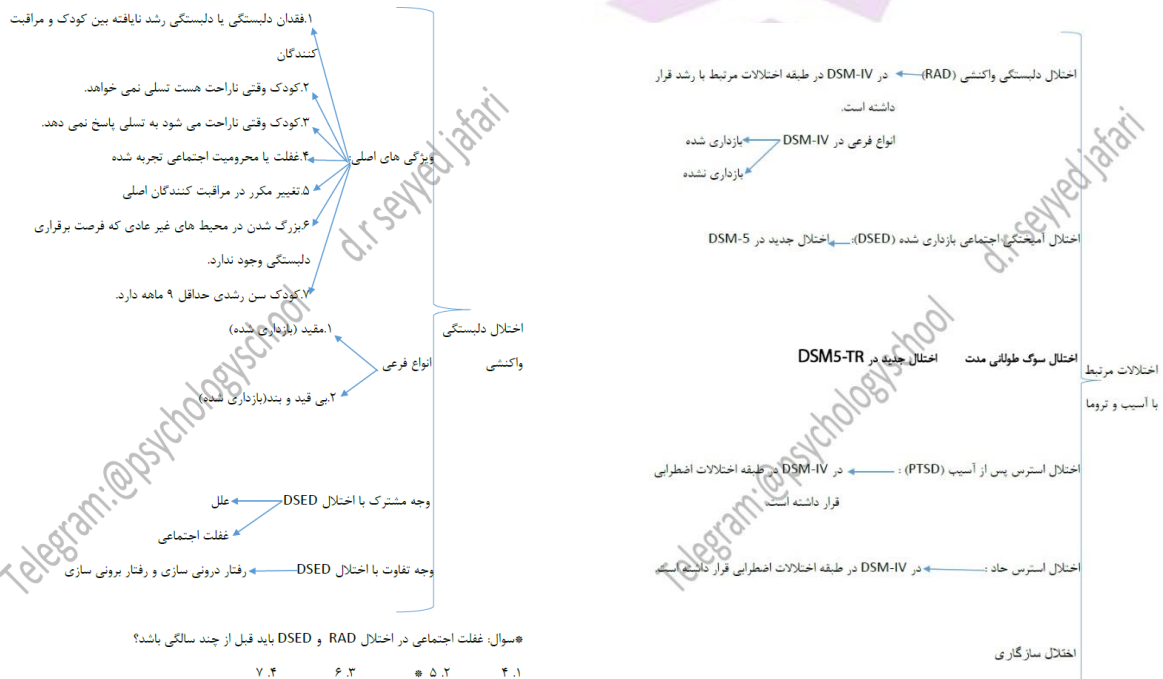 اختلال دلبستگی واکنشی (RAD) در DSM-IV در طبقه اختلالات مرتبط با رشد قرار
داشته است.
انواع فرعی در DSM-IV بازداری شده
بازداری نشده
اختلال آمیختگی اجتماعی بازداری شده (DSED): اختلال جدید در DSM-5
اختلال سوگ طولانی مدت اختلال جدید در DSM5-TR
اختلالات مرتبط
با آسیب و تروما
اختلال استرس پس از آسیب (PTSD) : در DSM-IV در طبقه اختلالات اضطرابی
قرار داشته است.
اختلال استرس حاد : در DSM-IV در طبقه اختلالات اضطرابی قرار داشته است.
اختلال سازگاری
d.r seyyed jafari
Telegram:@psychologyschool
۱.فقدان دلبستگی یا دلبستگی رشد نایافته بین کودک و مراقبت
کنندگان
۲.کودک وقتی ناراحت هست تسلی نمی خواهد.
۳.کودک وقتی ناراحت می شود به تسلی پاسخ نمی دهد.
ویژگی های اصلی: ۴.غفلت یا محرومیت اجتماعی تجربه شده
۵.تغییر مکرر در مراقبت کنندگان اصلی
۶.بزرگ شدن در محیط های غیر عادی که فرصت برقراری
دلبستگی وجود ندارد.
۷.کودک سن رشدی حداقل ۹ ماهه دارد.
اختلال دلبستگی
واکنشی
۱.مقید (بازداری شده)
انواع فرعی
۲.بی قید و بند(بازداری شده)
وجه مشترک با اختلال DSED علل
غفلت اجتماعی
وجه تفاوت با اختلال DSED رفتار درونی سازی و رفتار برونی سازی
d.r seyyed jafari
Telegram:@psychologyschool
*سوال: غفلت اجتماعی در اختلال RAD و DSED باید قبل از چند سالگی باشد؟
۱. ۴ ۲. ۵ * ۳. ۶ ۴. ۷